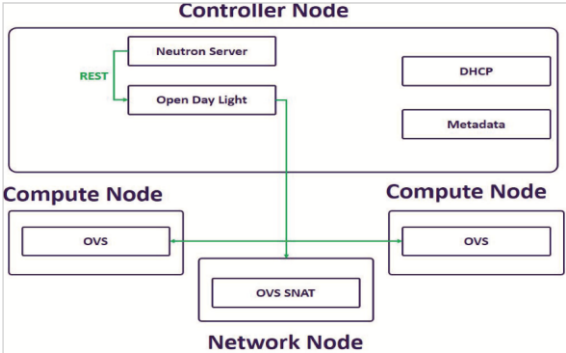 Controller Node
Neutron Server
REST
DHCP
Open Day Light
Metadata
Compute Node
Compute Node
OVS
OVS
OVS SNAT
Network Node